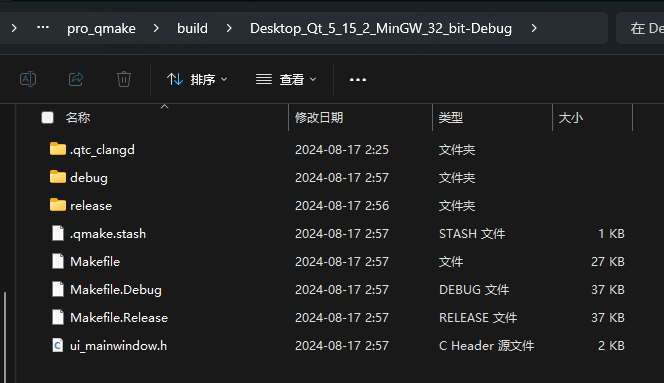 pro_qmake build Desktop_Qt_5_15_2_MinGW_32_bit-Debug 在 De
排序 查看
名称 修改日期 类型 大小
.qtc_clangd 2024-08-17 2:25 文件夹
debug 2024-08-17 2:57 文件夹
release 2024-08-17 2:56 文件夹
.qmake.stash 2024-08-17 2:57 STASH 文件 1 KB
Makefile 2024-08-17 2:57 文件 27 KB
Makefile.Debug 2024-08-17 2:57 DEBUG 文件 37 KB
Makefile.Release 2024-08-17 2:57 RELEASE 文件 37 KB
ui_mainwindow.h 2024-08-17 2:57 C Header 源文件 2 KB